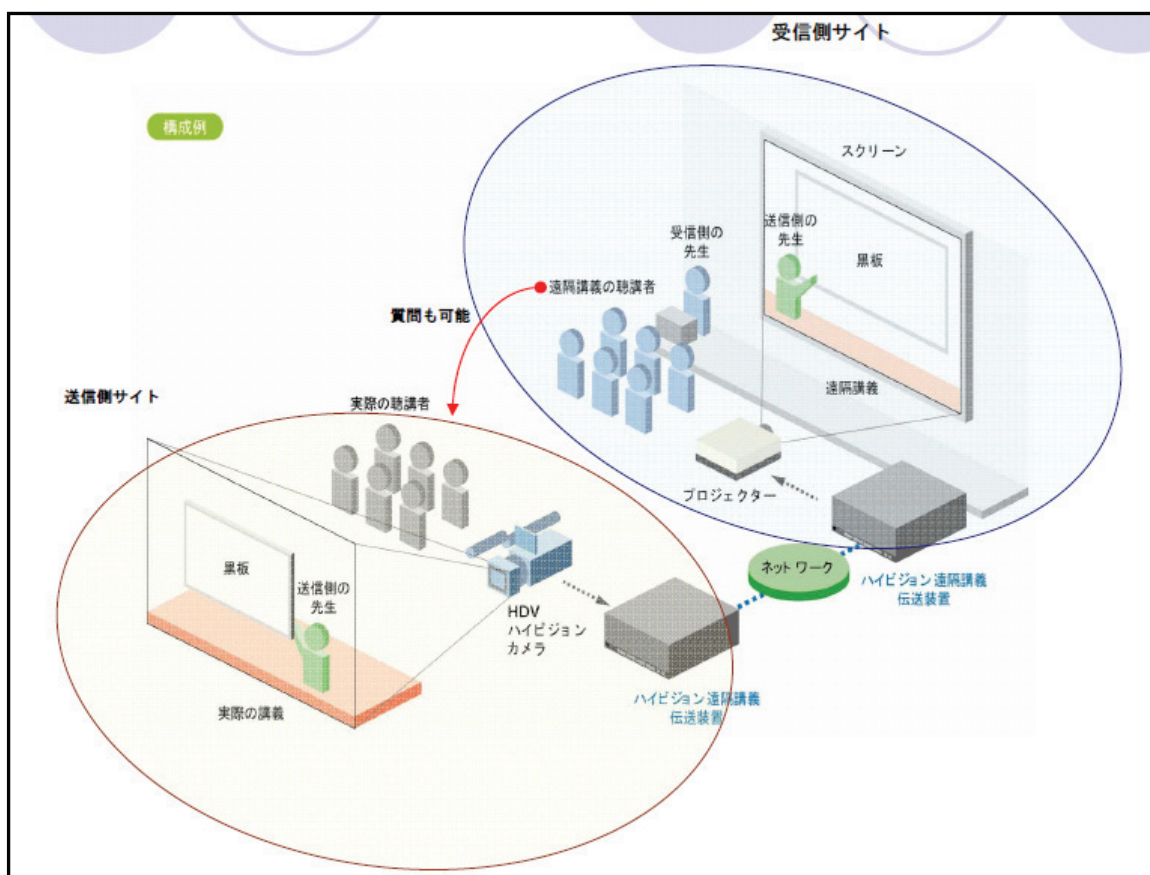 受信側サイト
構成例
スクリーン
送信側の
先生
黒板
受信側の
先生
遠隔講義の聴講者
質問も可能
遠隔講義
送信側サイト
実際の聴講者
プロジェクター
ネットワーク
ハイビジョン遠隔講義
伝送装置
黒板
送信側の
先生
HDV
ハイビジョン
カメラ
実際の講義
ハイビジョン遠隔講義
伝送装置